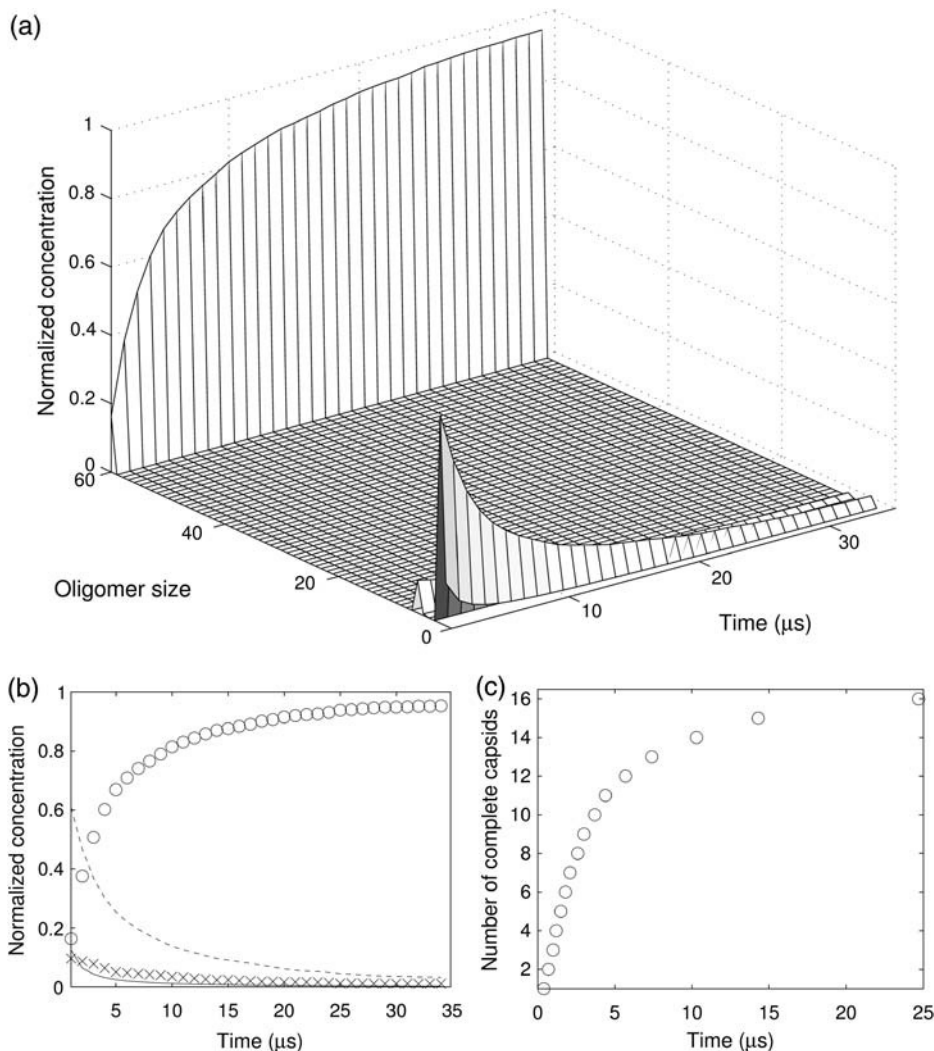 (a)
1
0.8
0.6
0.4
0.2
0
Normalized concentration
60
40
20
0
Oligomer size
10
20
30
Time (μs)
(b)
1
0.8
0.6
0.4
0.2
0
Normalized concentration
5 10 15 20 25 30 35
Time (μs)
(c)
16
14
12
10
8
6
4
2
Number of complete capsids
0 5 10 15 20 25
Time (μs)